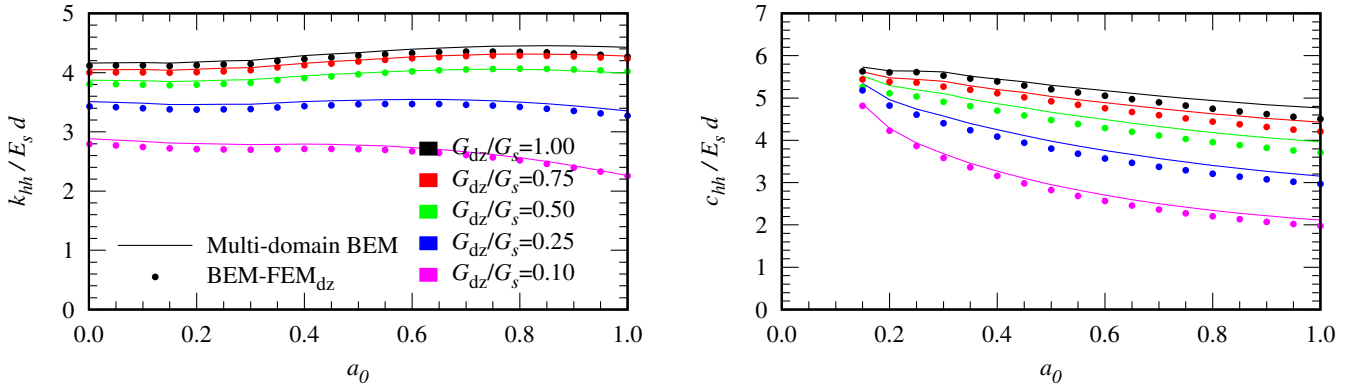 5
4
3
2
1
0
k_hh / E_s d
0.0 0.2 0.4 0.6 0.8 1.0
a_0
Multi-domain BEM
BEM-FEM_dz
G_dz/G_s=1.00
G_dz/G_s=0.75
G_dz/G_s=0.50
G_dz/G_s=0.25
G_dz/G_s=0.10
7
6
5
4
3
2
1
0
c_hh / E_s d
0.0 0.2 0.4 0.6 0.8 1.0
a_0